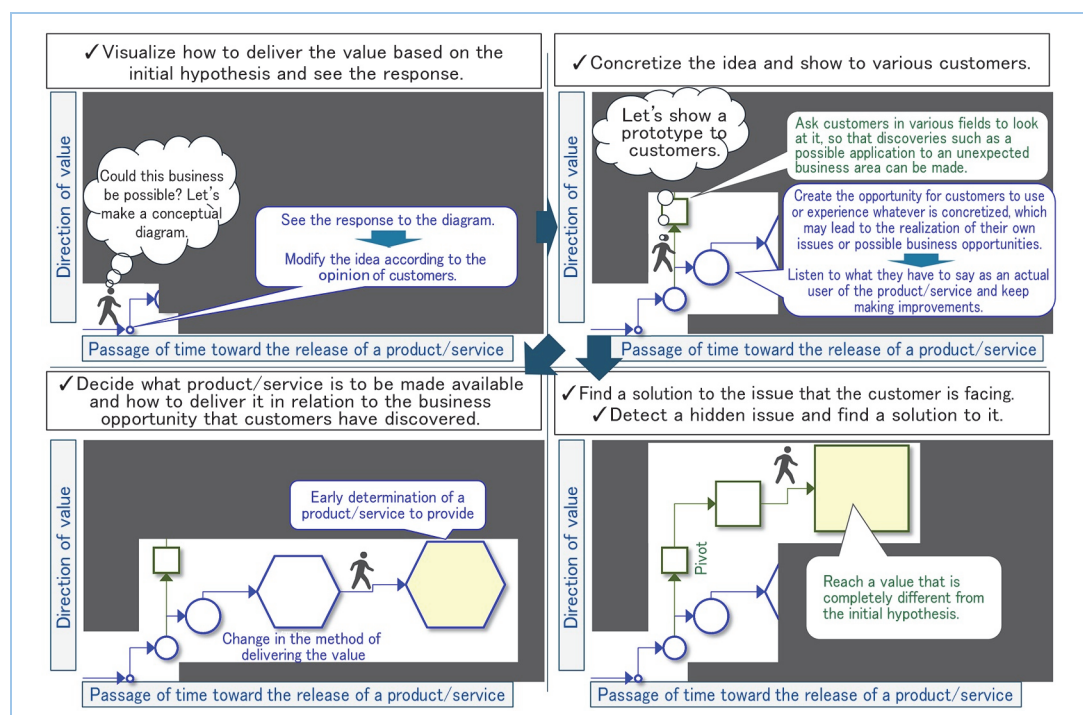 ✓Visualize how to deliver the value based on the
initial hypothesis and see the response.
Direction of value
Could this business
be possible? Let's
make a conceptual
diagram.
See the response to the diagram.
Modify the idea according to the
opinion of customers.
Passage of time toward the release of a product/service
✓Concretize the idea and show to various customers.
Direction of value
Let's show a
prototype to
customers.
Ask customers in various fields to look
at it, so that discoveries such as a
possible application to an unexpected
business area can be made.
Create the opportunity for customers to use
or experience whatever is concretized, which
may lead to the realization of their own
issues or possible business opportunities.
Listen to what they have to say as an actual
user of the product/service and keep
making improvements.
Passage of time toward the release of a product/service
✓Decide what product/service is to be made available
and how to deliver it in relation to the business
opportunity that customers have discovered.
Direction of value
Early determination of a
product/service to provide
Change in the method of
delivering the value
Passage of time toward the release of a product/service
✓Find a solution to the issue that the customer is facing.
✓Detect a hidden issue and find a solution to it.
Direction of value
Pivot
Reach a value that is
completely different from
the initial hypothesis.
Passage of time toward the release of a product/service